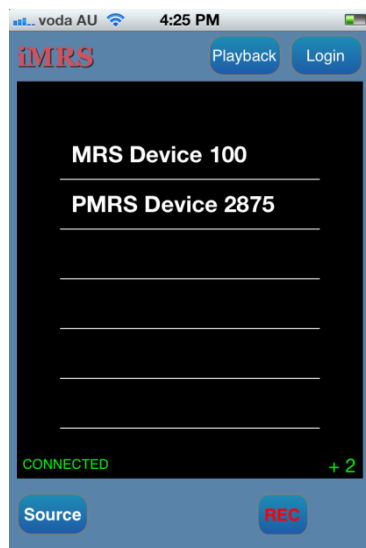 voda AU 4:25 PM
iMRS Playback Login
MRS Device 100
PMRS Device 2875
CONNECTED + 2
Source REC